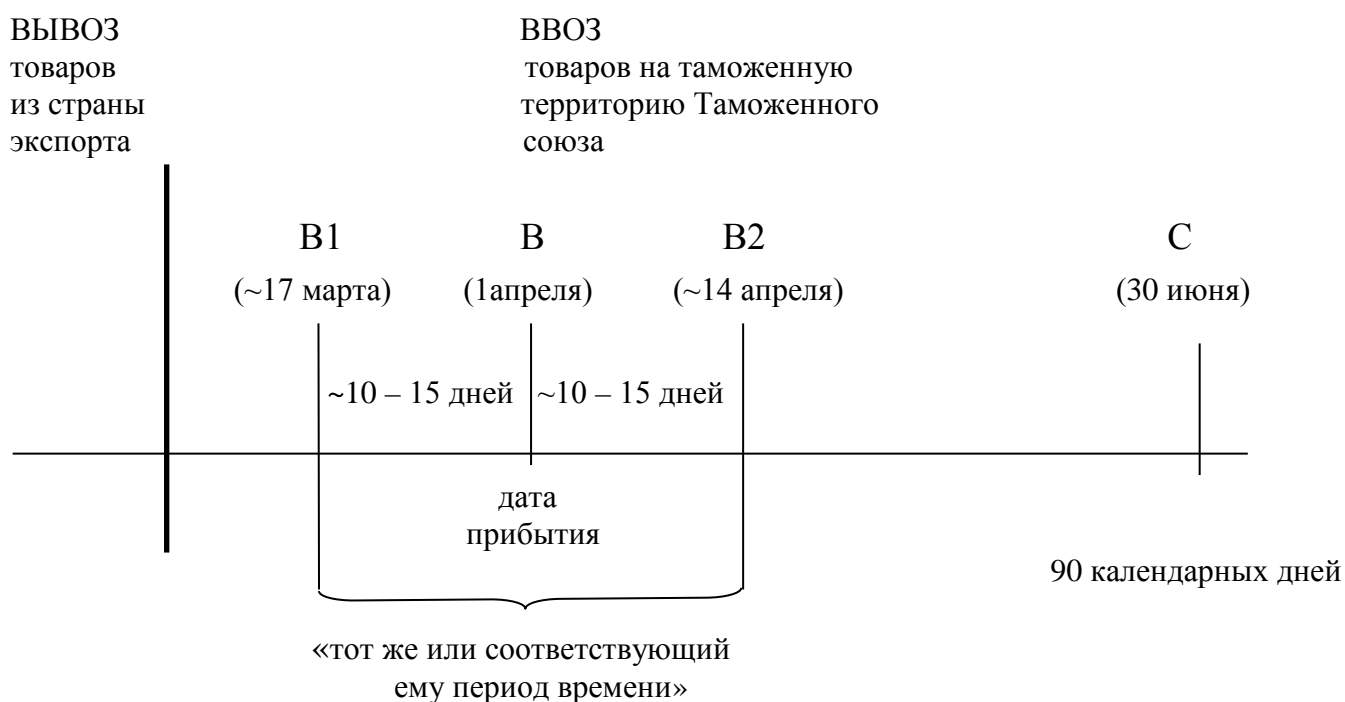 ВЫВОЗ
товаров
из страны
экспорта
ВВОЗ
товаров на таможенную
территорию Таможенного
союза
В1
(~17 марта)
В
(1апреля)
В2
(~14 апреля)
С
(30 июня)
~10 – 15 дней
~10 – 15 дней
дата
прибытия
90 календарных дней
«тот же или соответствующий
ему период времени»